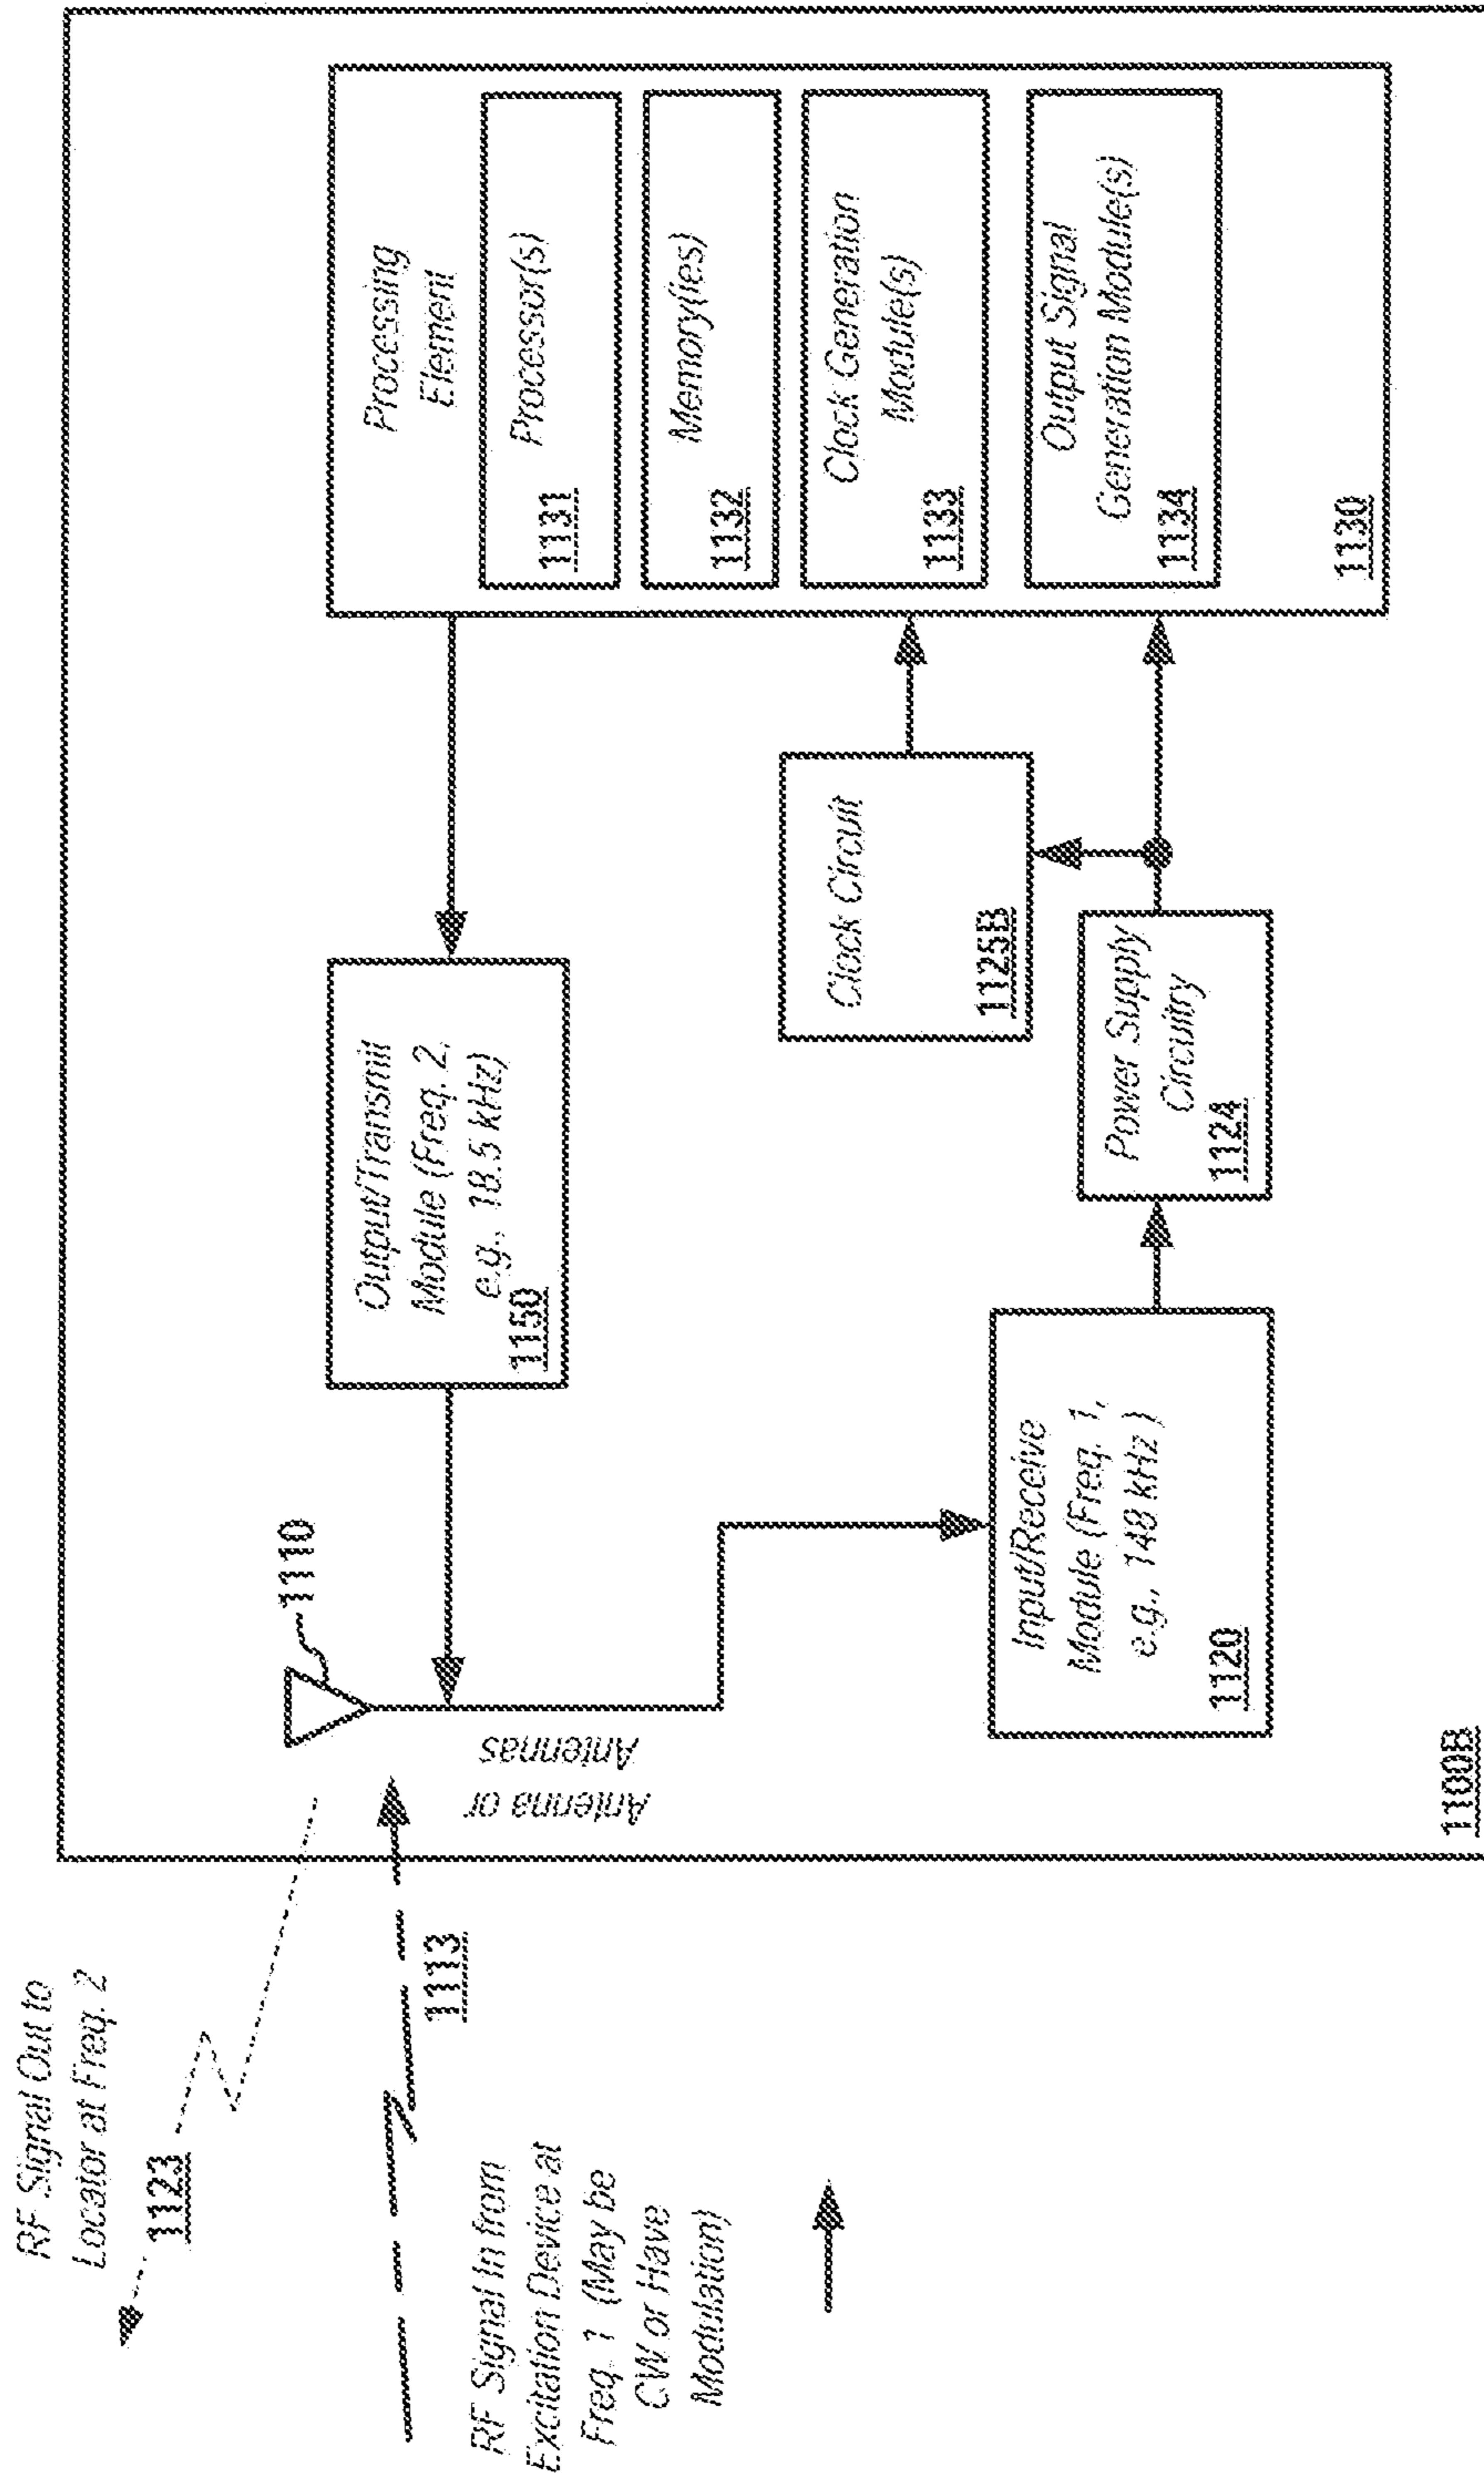 RF Signal Out to
Locator at Freq. 2
1123
1113
RF Signal In from
Excitation Device at
Freq. 1 (May be
CW or Have
Modulation)
1110
Antenna or
Antennas
Output/Transmit
Module (Freq. 2,
e.g., 18.5 kHz)
1150
Input/Receive
Module (Freq. 1,
e.g., 148 kHz )
1120
Power Supply
Circuitry
1124
Clock Circuit
1125B
Processing
Element
Processor(s)
1131
Memory(ies)
1132
Clock Generation
Module(s)
1133
Output Signal
Generation Module(s)
1134
1130
1100B